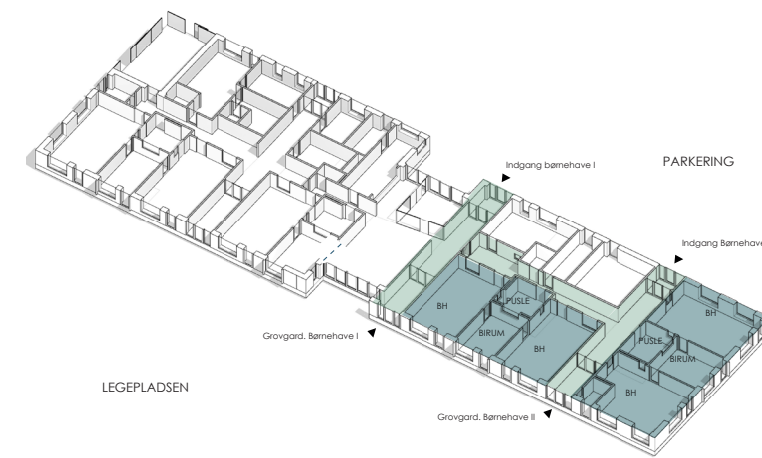 Indgang børnehave I
PARKERING
Indgang Børnehave
BH
PUSLE
BH
BIRUM
PUSLE
BH
BIRUM
Grovgard. Børnehave I
LEGEPLADSEN
BH
Grovgard. Børnehave II